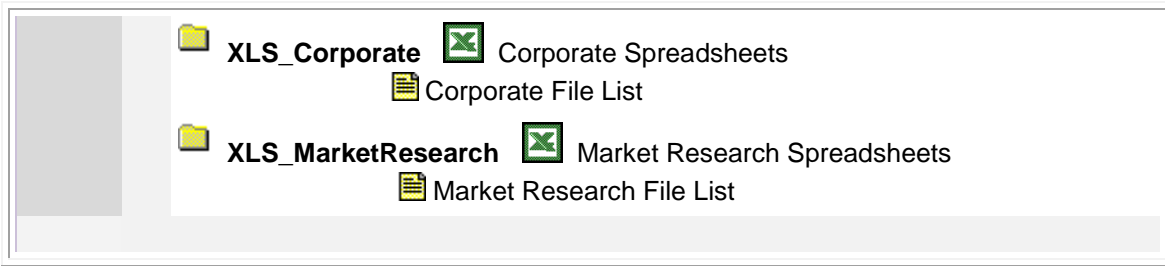 XLS_Corporate Corporate Spreadsheets
Corporate File List
XLS_MarketResearch Market Research Spreadsheets
Market Research File List